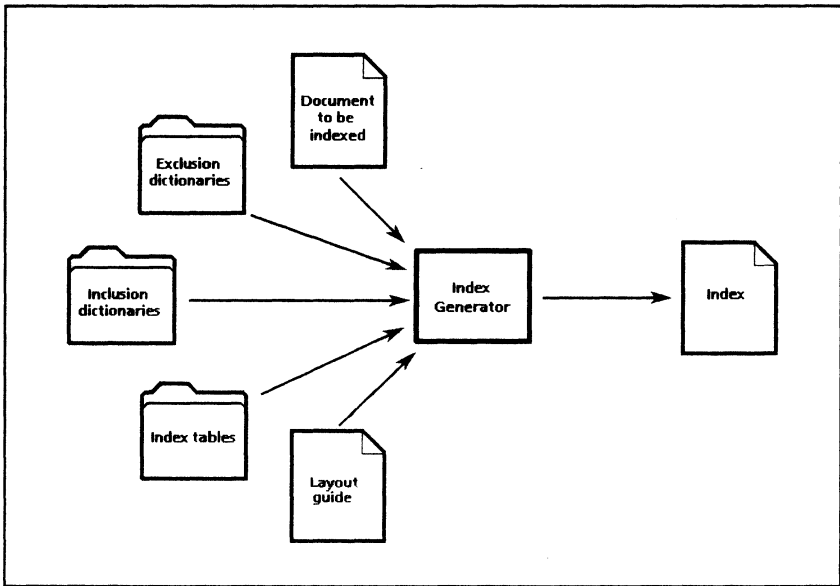 Document
to be
indexed
Exclusion
dictionaries
Inclusion
dictionaries
Index
Generator
Index
Index tables
Layout
guide